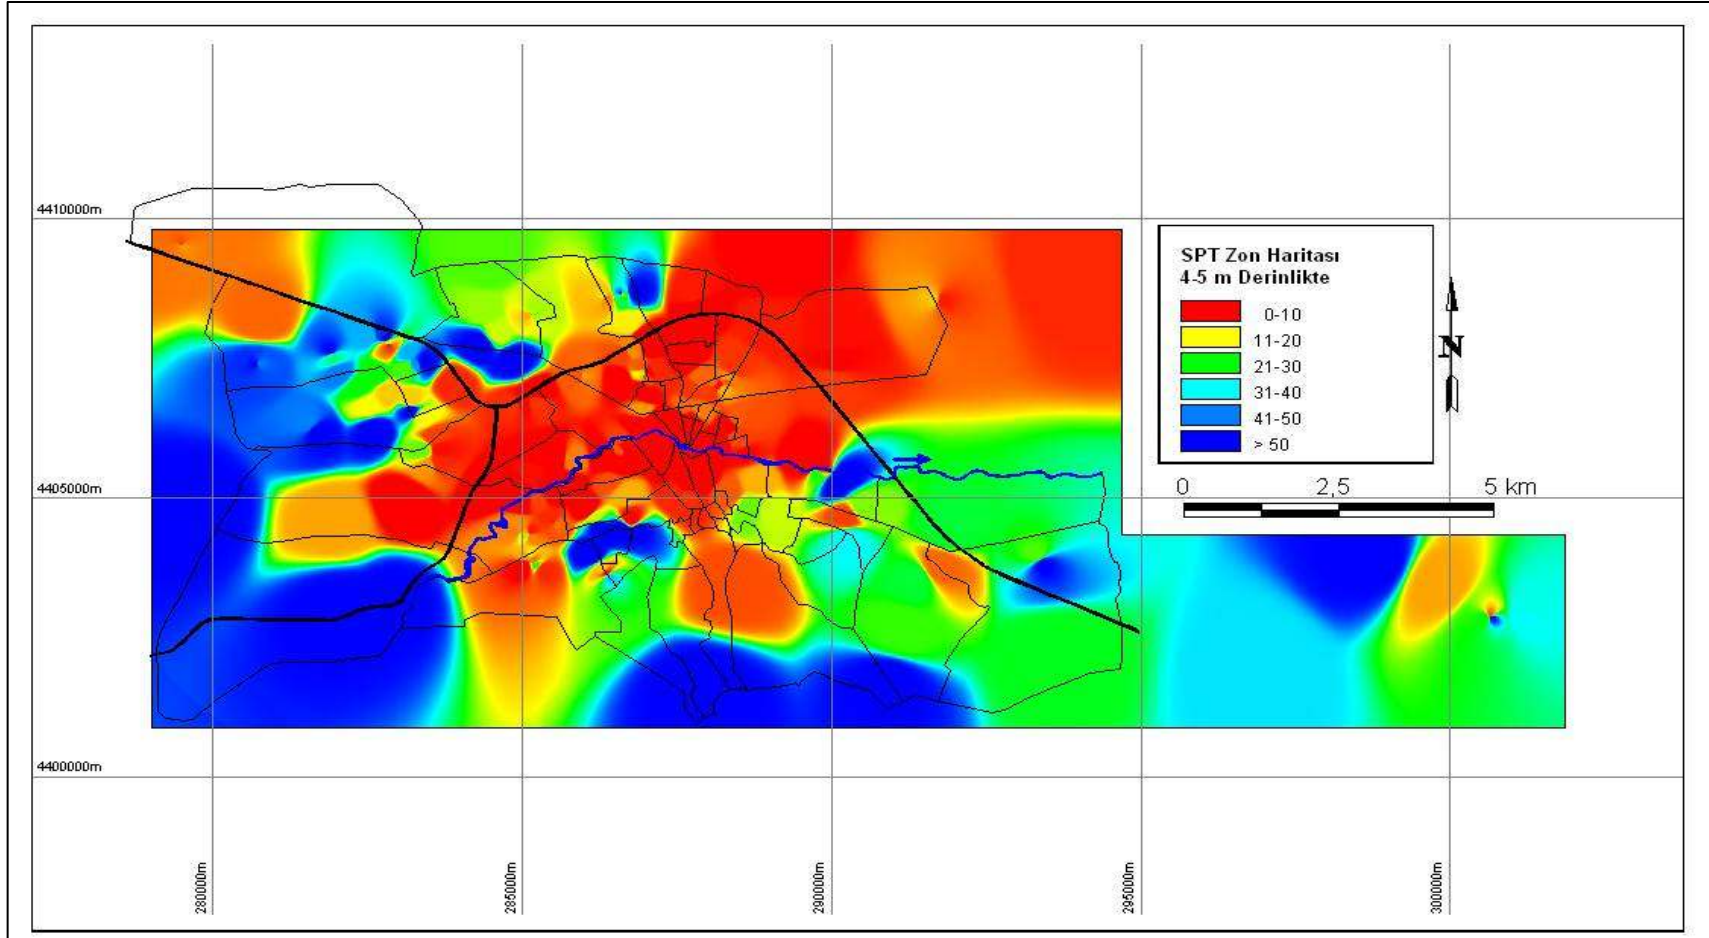 4410000m
SPT Zon Haritası
4-5 m Derinlikte
0-10
11-20
21-30
31-40
41-50
> 50
N
0 2,5 5 km
4405000m
4400000m
280000m
285000m
290000m
295000m
300000m